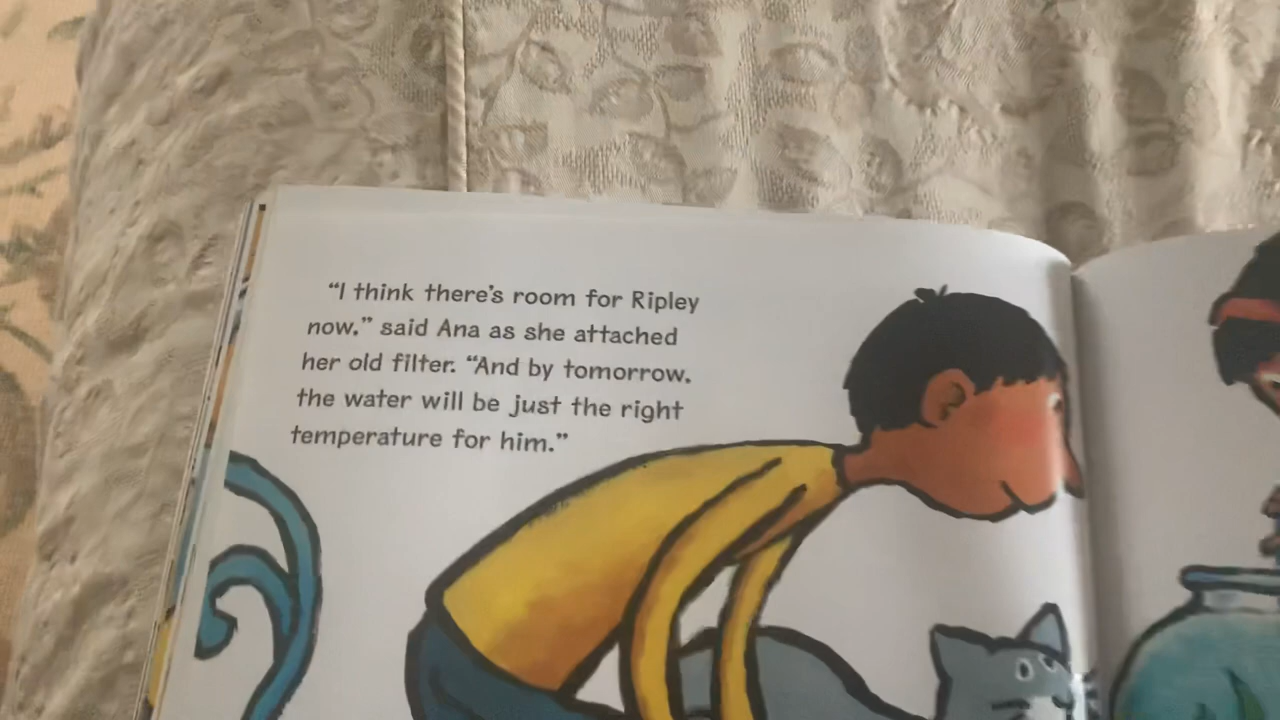 “I think there’s room for Ripley
now,” said Ana as she attached
her old filter. “And by tomorrow,
the water will be just the right
temperature for him.”